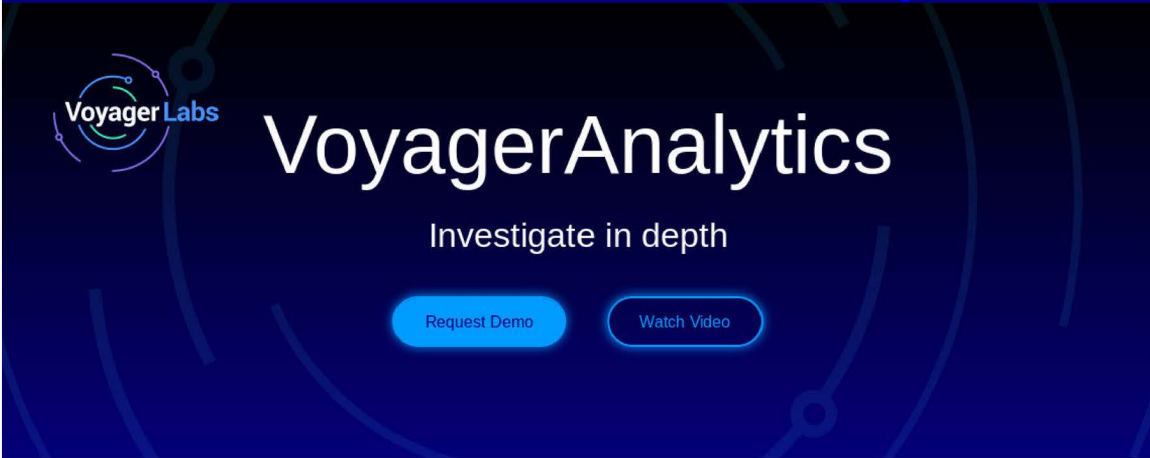 Voyager Labs
VoyagerAnalytics
Investigate in depth
Request Demo
Watch Video